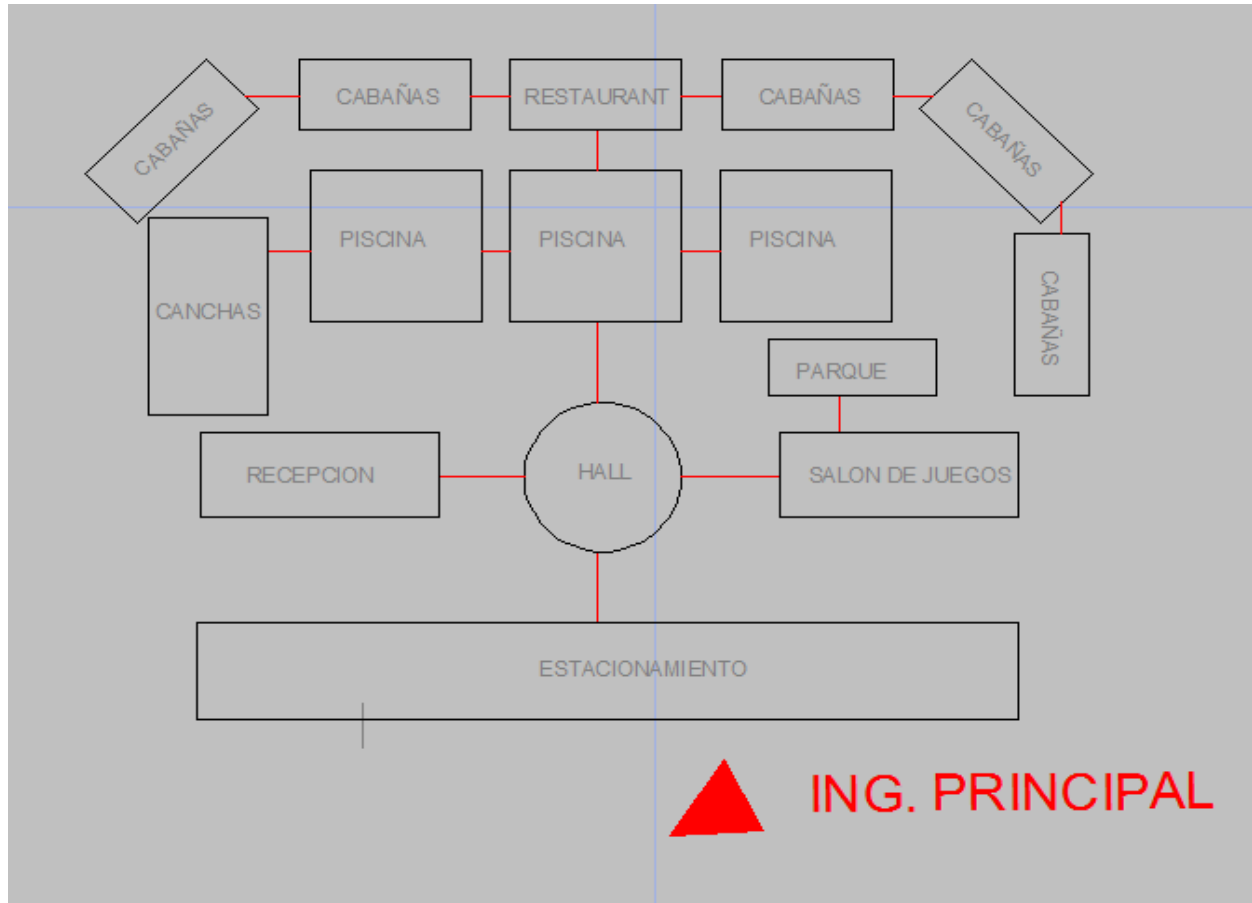 CABAÑAS
CABAÑAS
RESTAURANT
CABAÑAS
CABAÑAS
PISCINA
PISCINA
PISCINA
CANCHAS
CABAÑAS
PARQUE
RECEPCION
HALL
SALON DE JUEGOS
ESTACIONAMIENTO
ING. PRINCIPAL